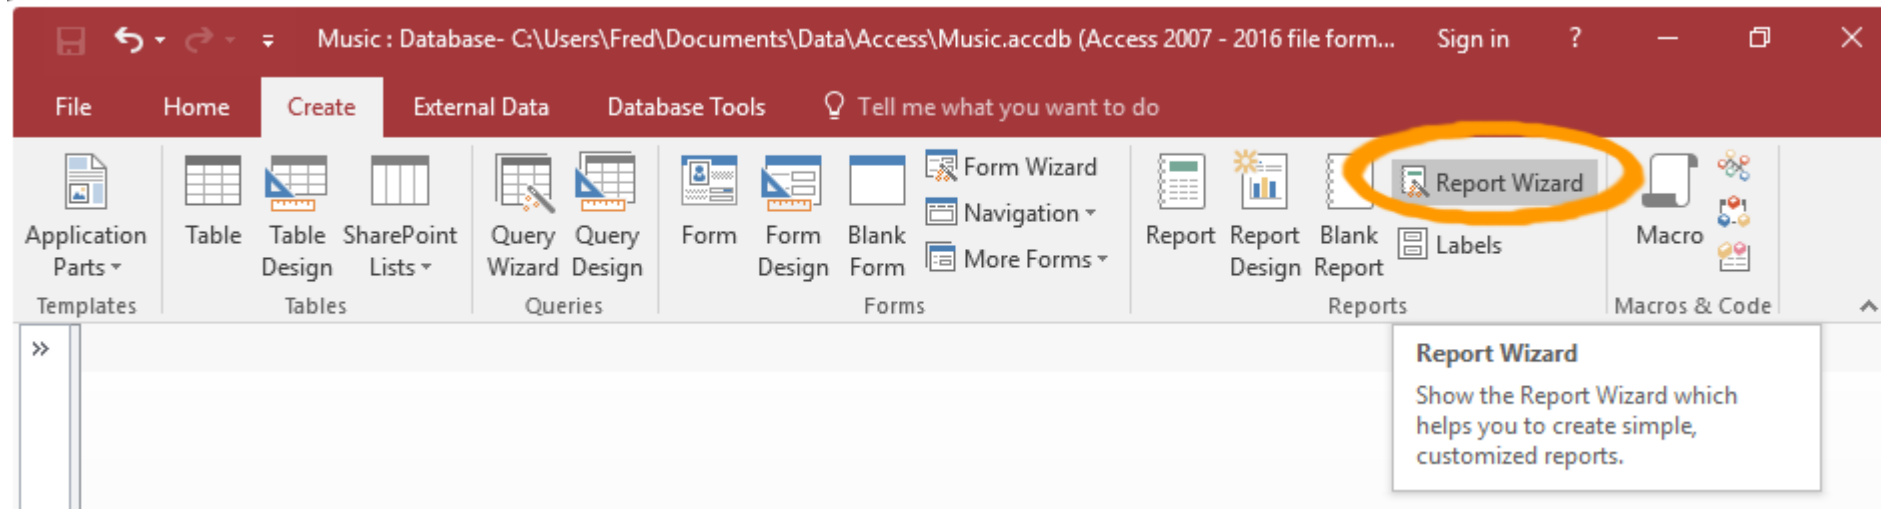 Music : Database- C:\Users\Fred\Documents\Data\Access\Music.accdb (Access 2007 - 2016 file form... Sign in ?
File Home Create External Data Database Tools Tell me what you want to do
Application Parts
Table
Table Design
SharePoint Lists
Query Wizard
Query Design
Form
Form Design
Blank Form
Form Wizard
Navigation
More Forms
Report
Report Design
Blank Report
Report Wizard
Labels
Macro
Templates Tables Queries Forms Reports Macros & Code
Report Wizard
Show the Report Wizard which
helps you to create simple,
customized reports.